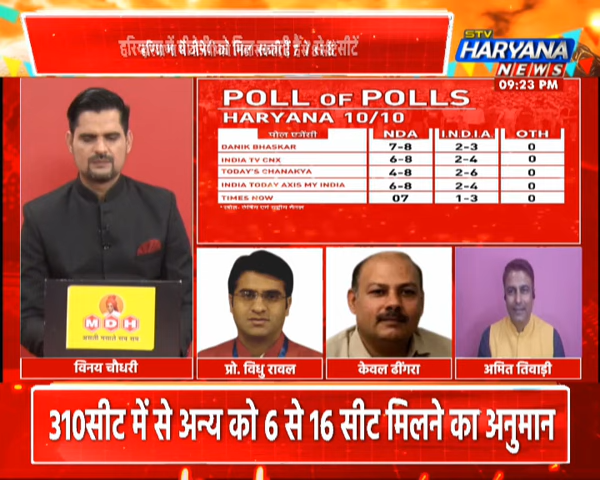 STV
HARYANA
NEWS
09:23 PM
POLL OF POLLS
HARYANA 10/10
पोल एजेंसी NDA I.N.D.I.A OTH
DANIK BHASKAR 7-8 2-3 0
INDIA TV CNX 6-8 2-4 0
TODAY'S CHANAKYA 4-8 2-6 0
INDIA TODAY AXIS MY INDIA 6-8 2-4 0
TIMES NOW 07 1-3 0
MDH
विनय चौधरी
प्रो. विधु रावल
केवल ढींगरा
अमित तिवाड़ी
310सीट में से अन्य को 6 से 16 सीट मिलने का अनुमान